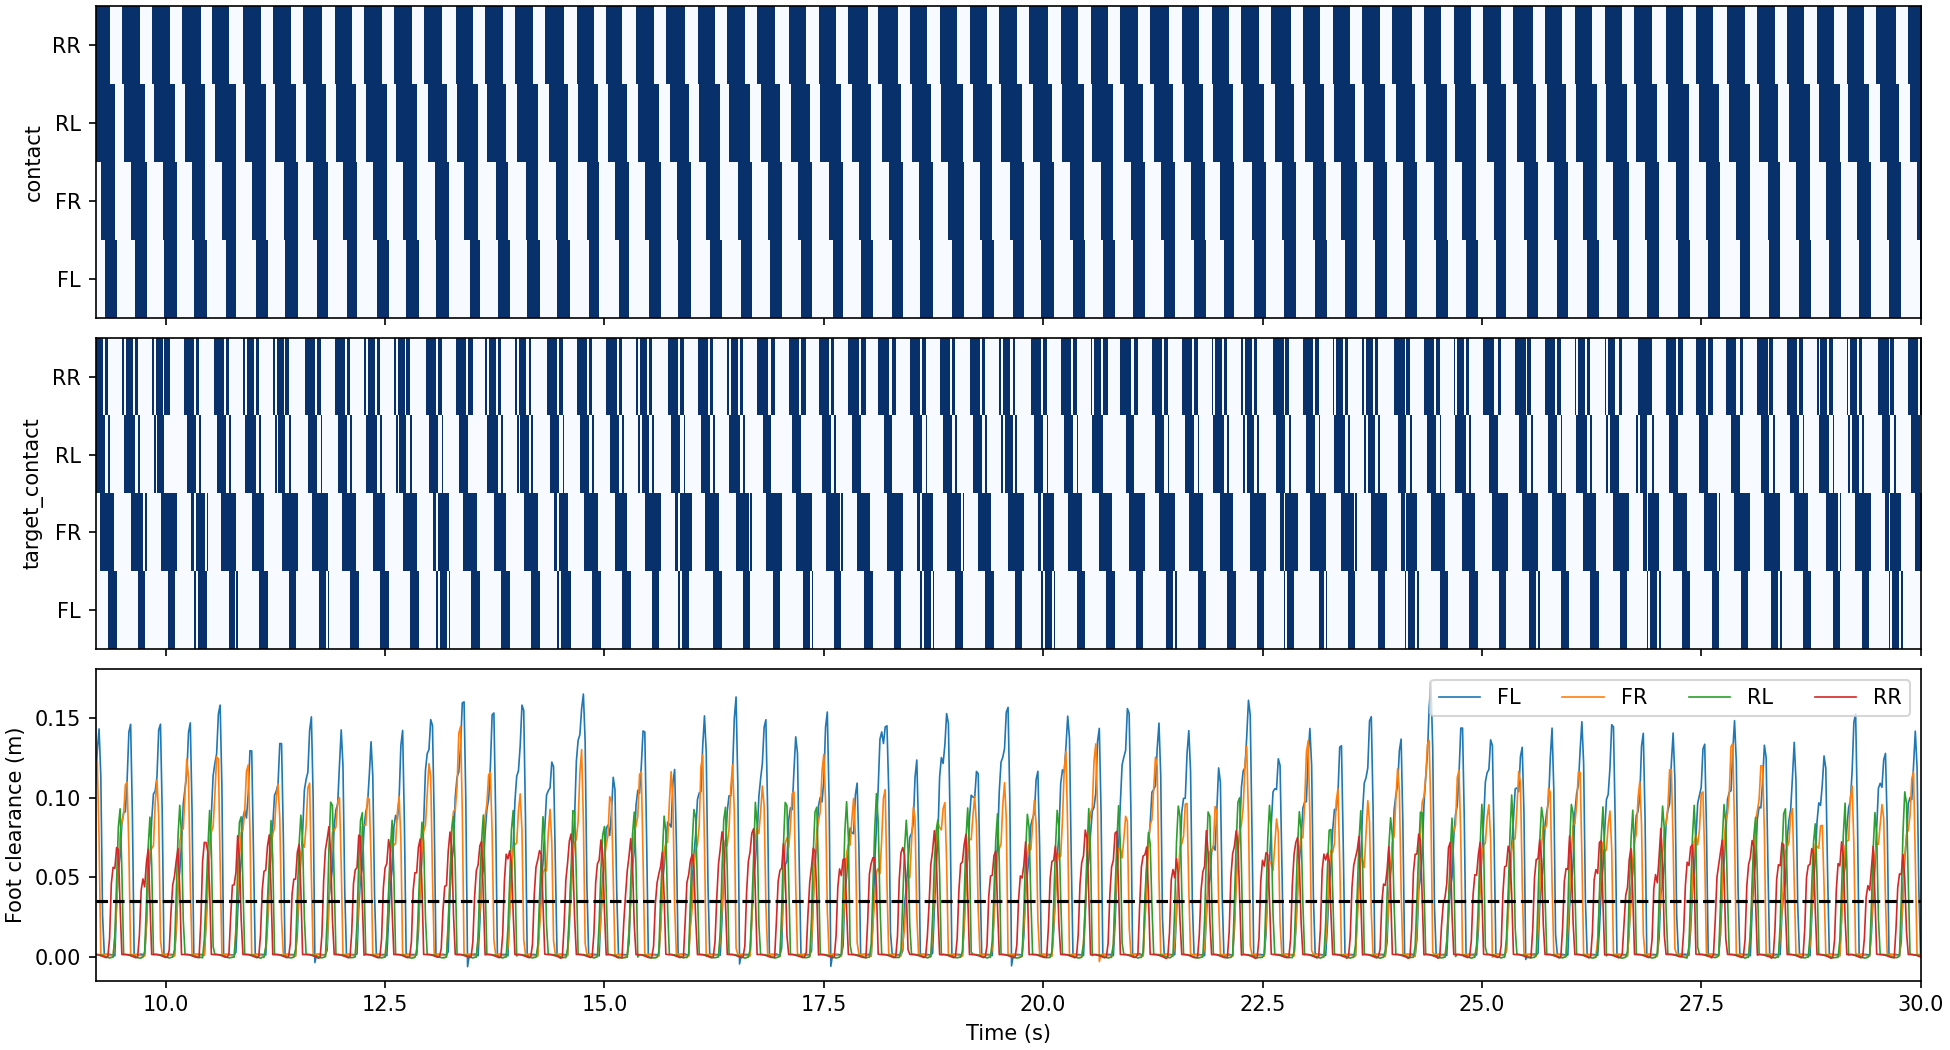 RR
RL
FR
FL
contact
RR
RL
FR
FL
target_contact
FL FR RL RR
0.15
0.10
0.05
0.00
Foot clearance (m)
10.0 12.5 15.0 17.5 20.0 22.5 25.0 27.5 30.0
Time (s)